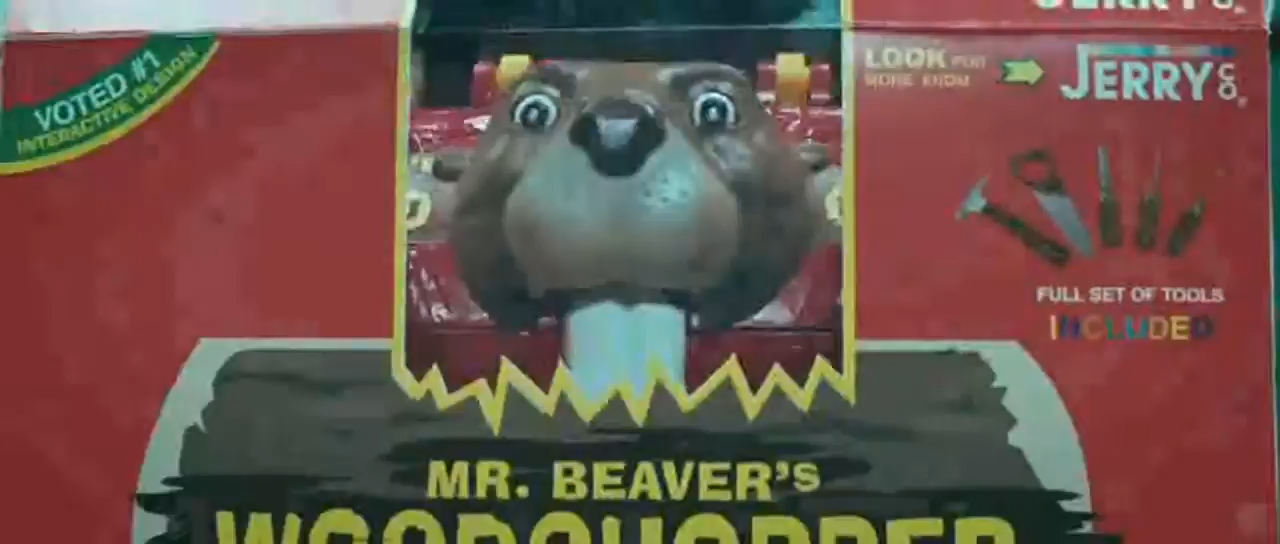 VOTED #1
INTERACTIVE DESIGN
LOOK FOR
MORE FROM
JERRY CO.
FULL SET OF TOOLS
INCLUDED
MR. BEAVER'S